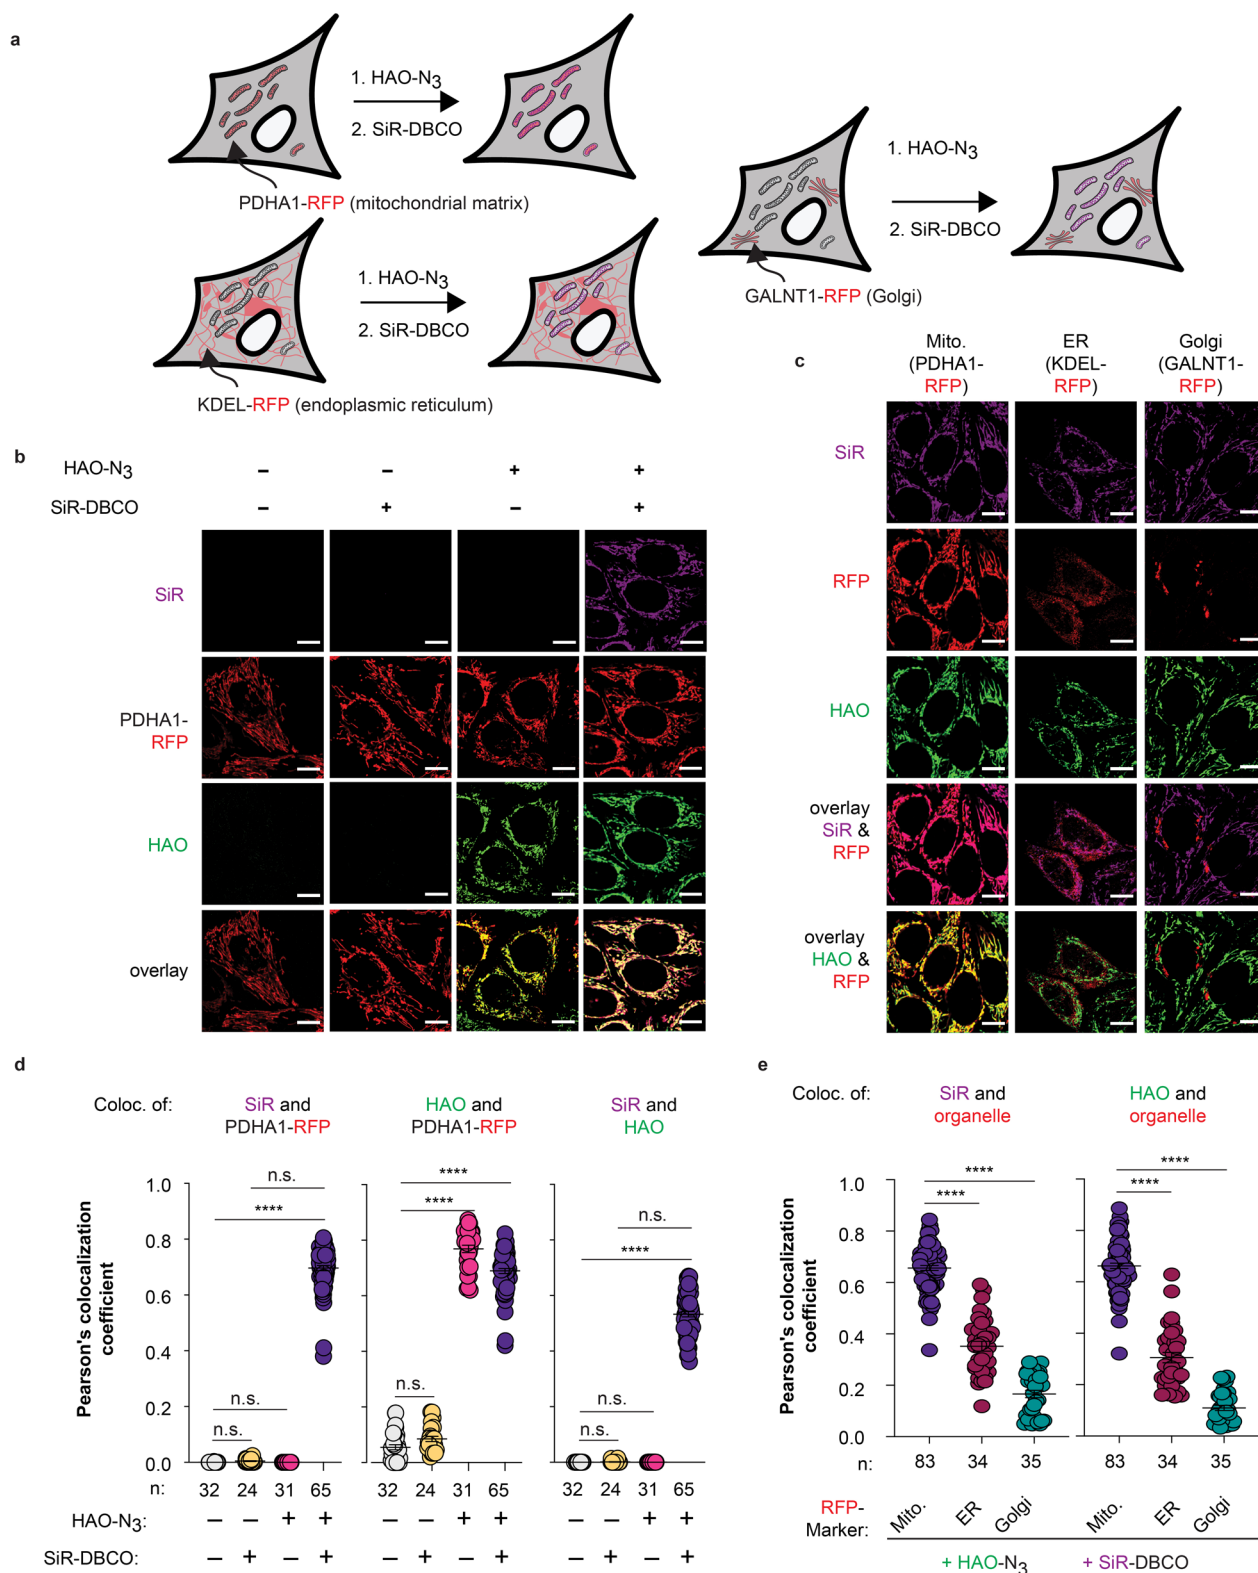 a
1. HAO-N3
2. SiR-DBCO
PDHA1-RFP (mitochondrial matrix)
1. HAO-N3
2. SiR-DBCO
KDEL-RFP (endoplasmic reticulum)
1. HAO-N3
2. SiR-DBCO
GALNT1-RFP (Golgi)
b
HAO-N3 – – + +
SiR-DBCO – + – +
SiR
PDHA1-
RFP
HAO
overlay
c
Mito. ER Golgi
(PDHA1- (KDEL- (GALNT1-
RFP) RFP) RFP)
SiR
RFP
HAO
overlay
SiR &
RFP
overlay
HAO &
RFP
d
Coloc. of:
SiR and
PDHA1-RFP
HAO and
PDHA1-RFP
SiR and
HAO
Pearson's colocalization
coefficient
1.0
0.8
0.6
0.4
0.2
0.0
n.s.
****
n.s.
n.s.
****
****
n.s.
n.s.
****
n.s.
n.s.
n: 32 24 31 65 32 24 31 65 32 24 31 65
HAO-N3: – – + + – – + + – – + +
SiR-DBCO: – + – + – + – + – + – +
e
Coloc. of:
SiR and
organelle
HAO and
organelle
Pearson's colocalization
coefficient
1.0
0.8
0.6
0.4
0.2
0.0
****
****
****
****
n: 83 34 35 83 34 35
RFP-
Marker:
Mito. ER Golgi Mito. ER Golgi
+ HAO-N3 + SiR-DBCO